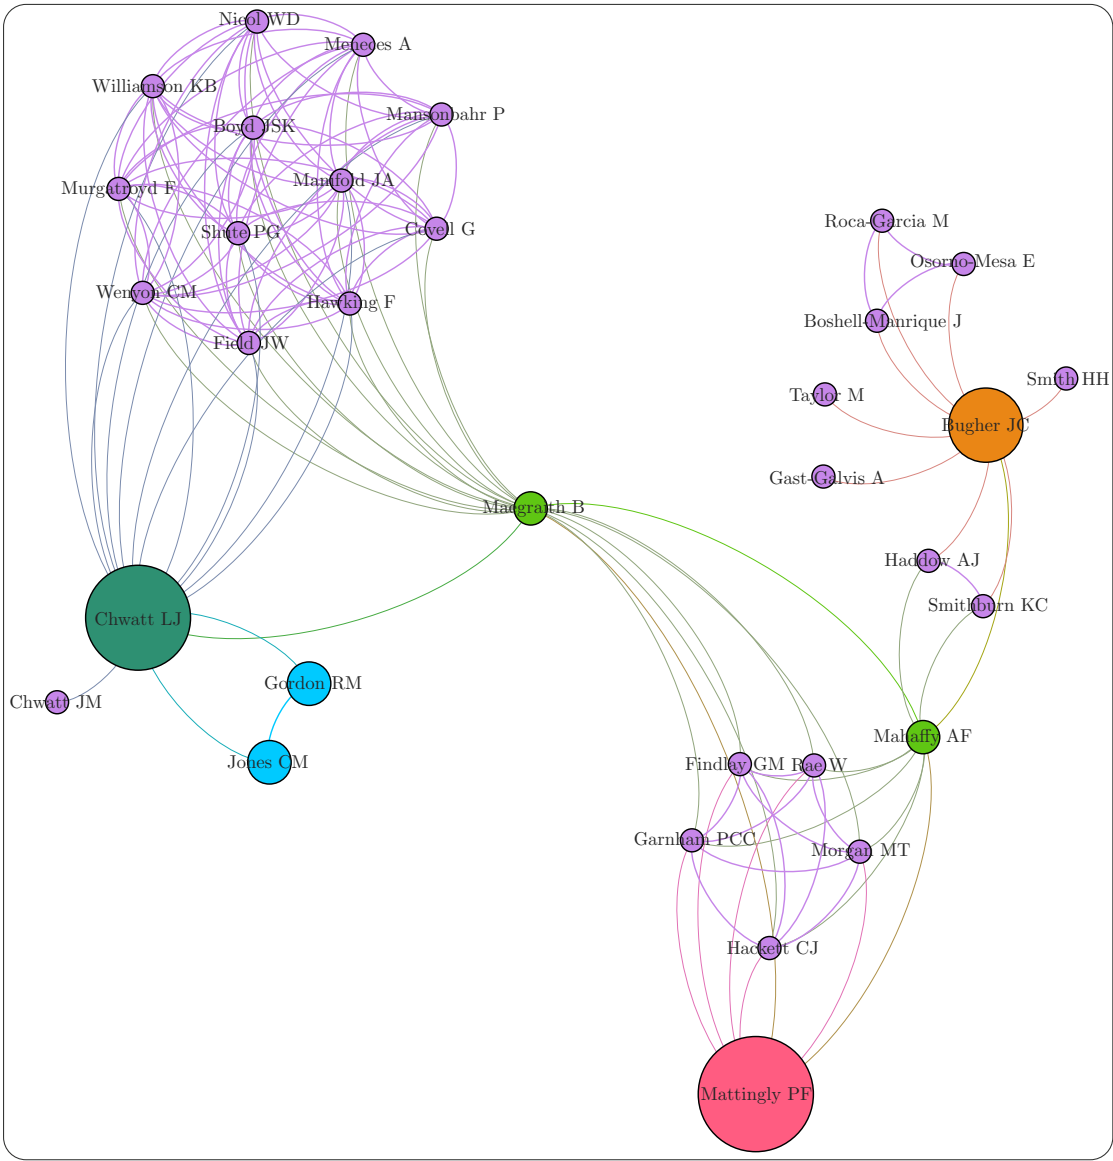 Nicol WD
Meneces A
Williamson KB
Mansonbahr P
Boyd JSK
Manifold JA
Murgatroyd F
Shute PG
Covell G
Wenyon CM
Hawking F
Field JW
Roca-Garcia M
Osorno-Mesa E
Boshell-Manrique J
Smith HH
Taylor M
Bugher JC
Gast-Galvis A
Macgraith B
Haddow AJ
Smithburn KC
Chwatt LJ
Gordon RM
Chwatt JM
Mahaffy AF
Jones CM
Findlay GM
Rae W
Garnham PCC
Morgan MT
Hackett CJ
Mattingly PF